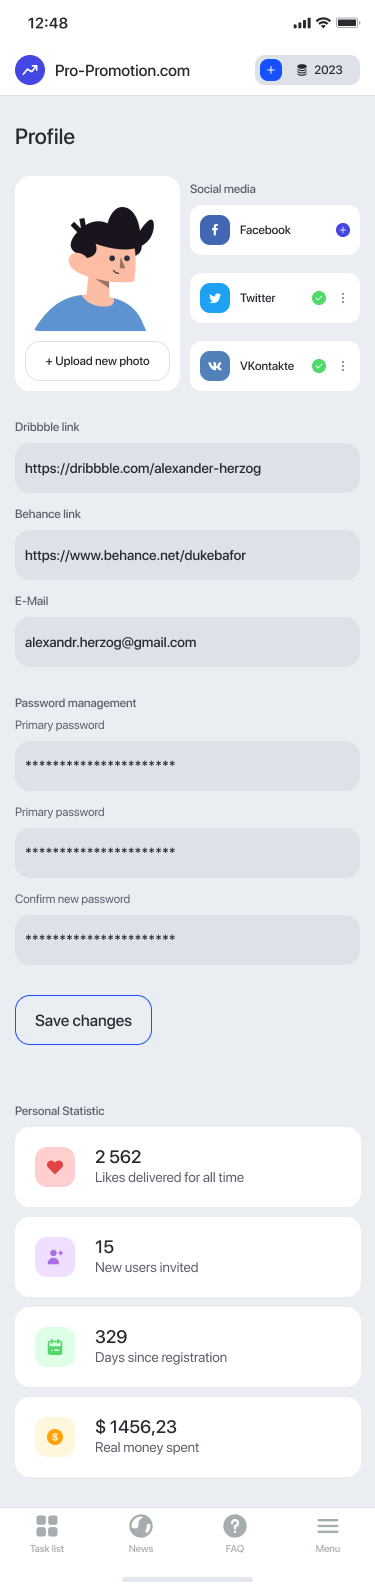 12:48
Pro-Promotion.com
2023
Profile
Social media
Facebook
Twitter
VKontakte
+ Upload new photo
Dribbble link
https://dribbble.com/alexander-herzog
Behance link
https://www.behance.net/dukebafor
E-Mail
alexandr.herzog@gmail.com
Password management
Primary password
**********************
Primary password
**********************
Confirm new password
**********************
Save changes
Personal Statistic
2 562
Likes delivered for all time
15
New users invited
329
Days since registration
$ 1456,23
Real money spent
Task list
News
FAQ
Menu